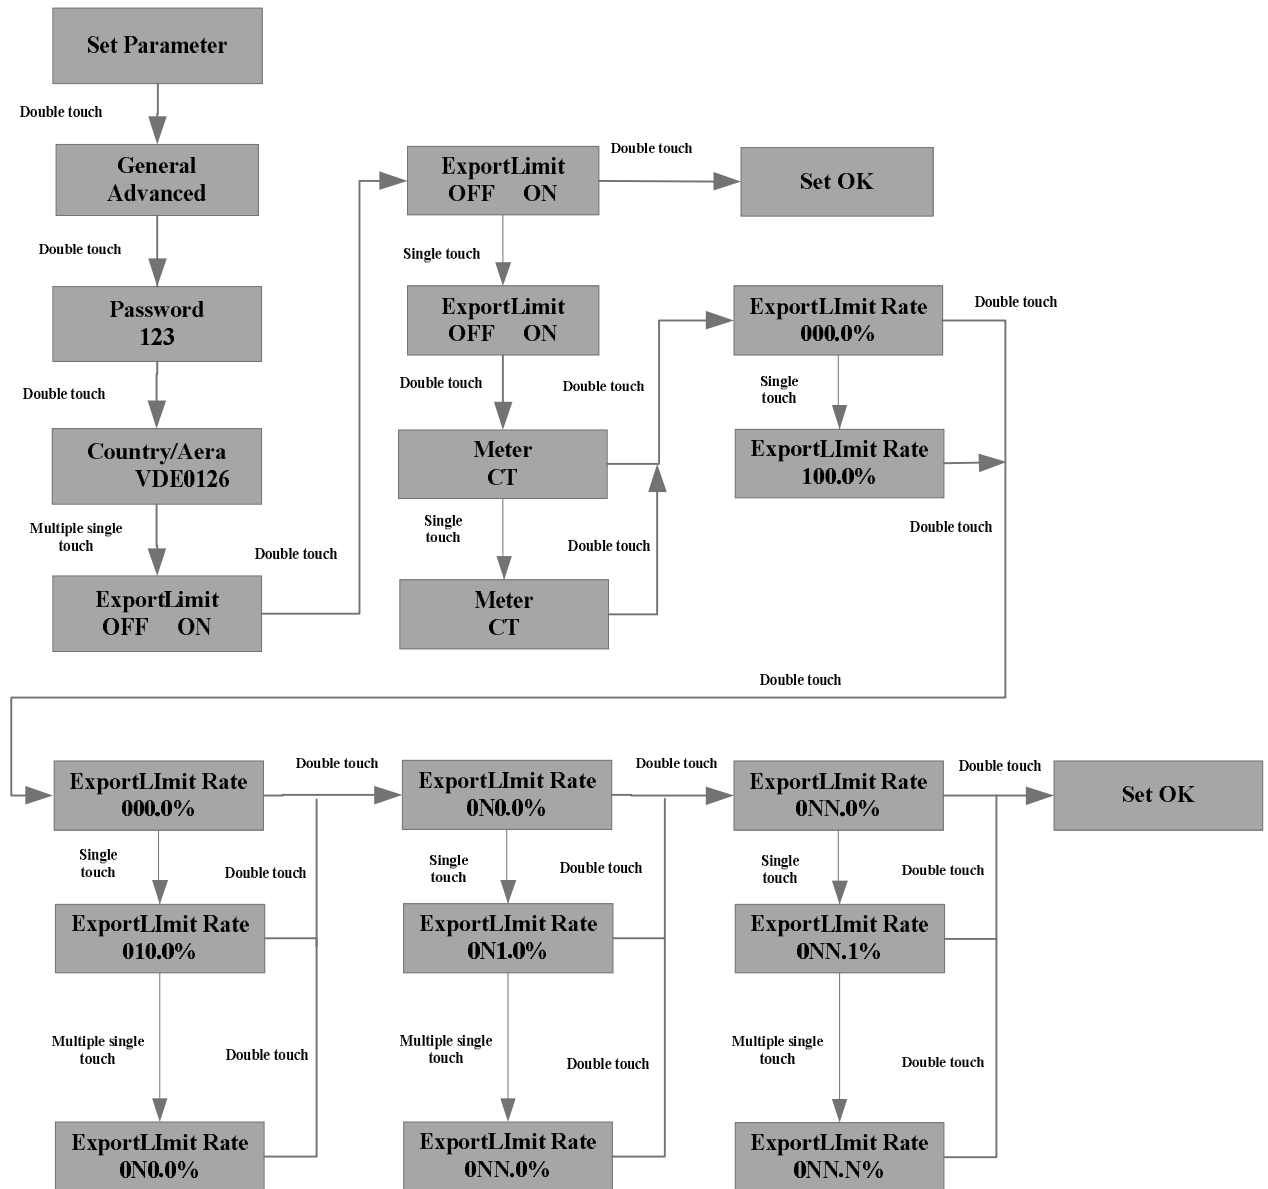 Set Parameter
Double touch
General
Advanced
Double touch
Password
123
Double touch
Country/Aera
VDE0126
Multiple single
touch
ExportLimit
OFF ON
Double touch
ExportLimit
OFF ON
Double touch
Set OK
Single touch
ExportLimit
OFF ON
Double touch
Meter
CT
Double touch
Single
touch
Meter
CT
Double touch
ExportLImit Rate
000.0%
Double touch
Single
touch
ExportLImit Rate
100.0%
Double touch
Double touch
ExportLImit Rate
000.0%
Double touch
Single
touch
Double touch
ExportLImit Rate
010.0%
Multiple single
touch
Double touch
ExportLImit Rate
0N0.0%
ExportLImit Rate
0N0.0%
Double touch
Single
touch
Double touch
ExportLImit Rate
0N1.0%
Multiple single
touch
Double touch
ExportLImit Rate
0NN.0%
ExportLImit Rate
0NN.0%
Double touch
Set OK
Single
touch
Double touch
ExportLImit Rate
0NN.1%
Multiple single
touch
Double touch
ExportLImit Rate
0NN.N%